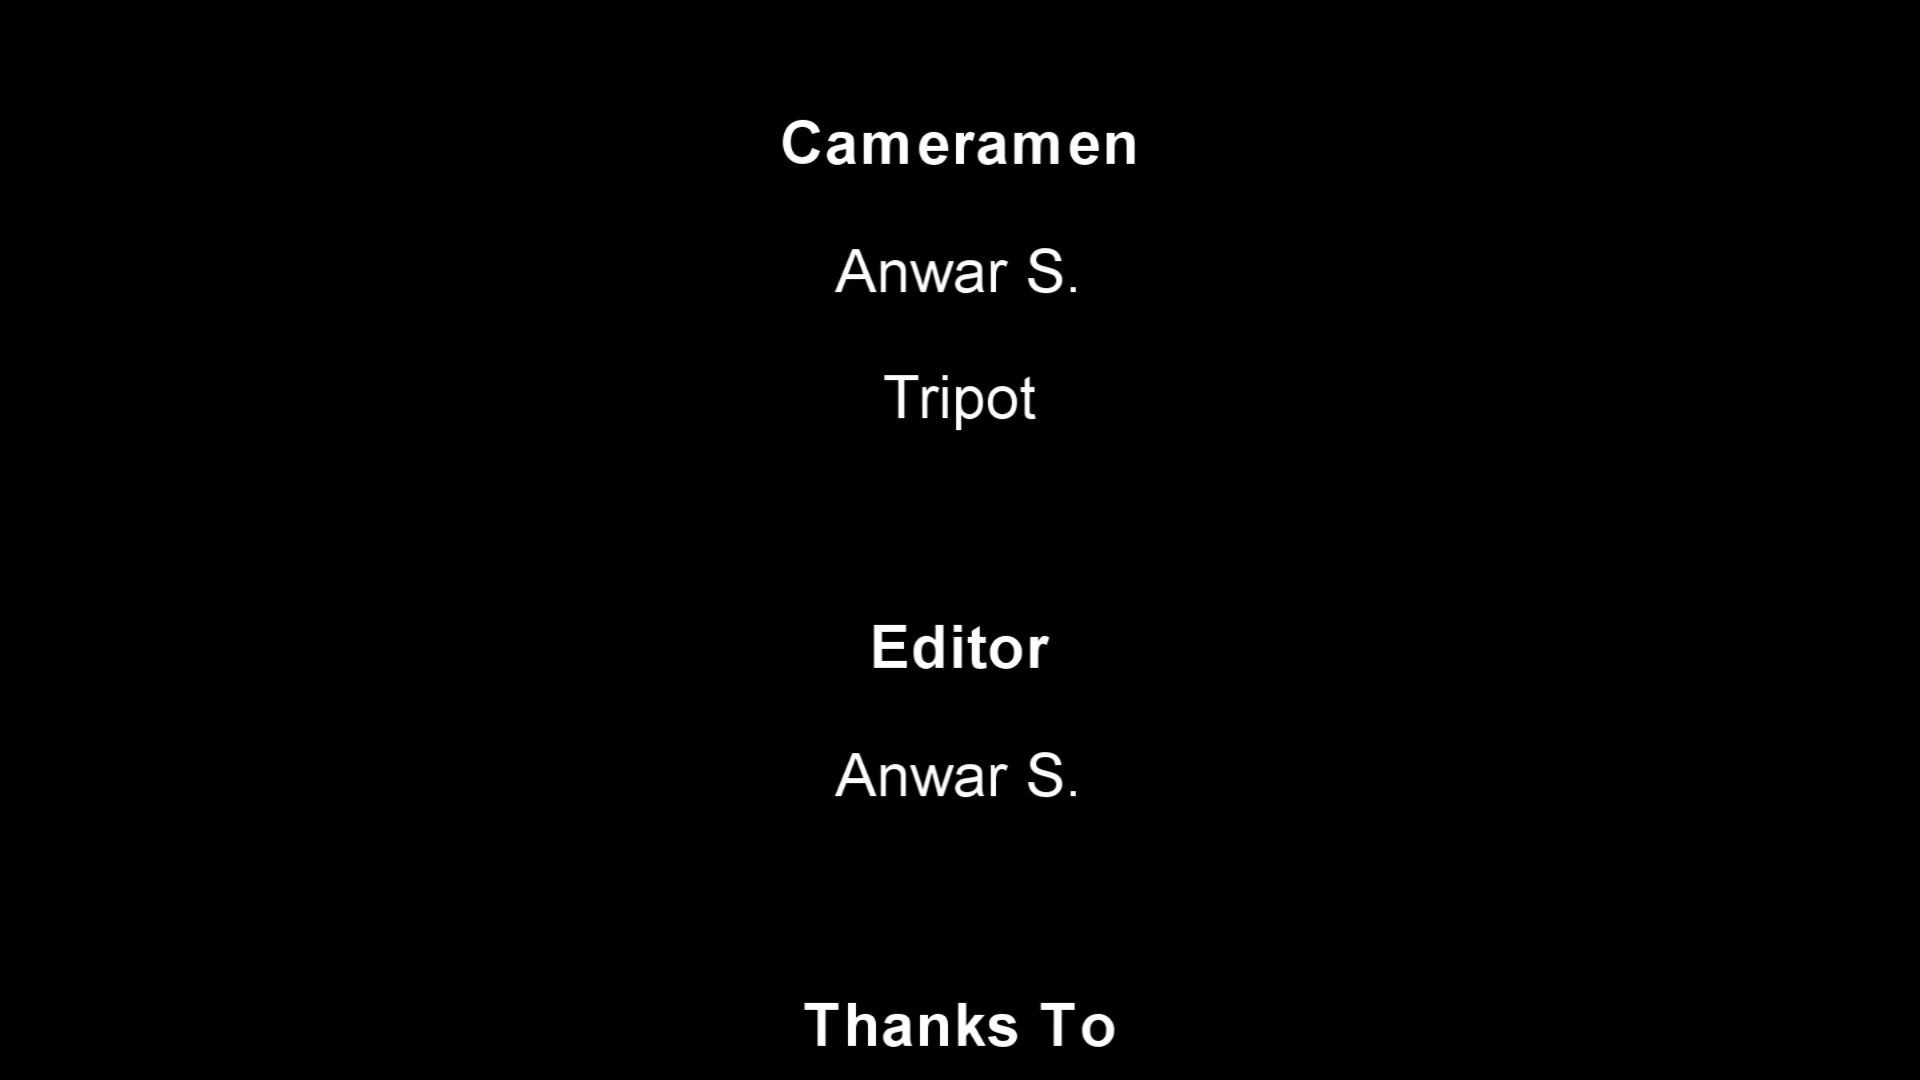 Cameramen
Anwar S.
Tripot
Editor
Anwar S.
Thanks To